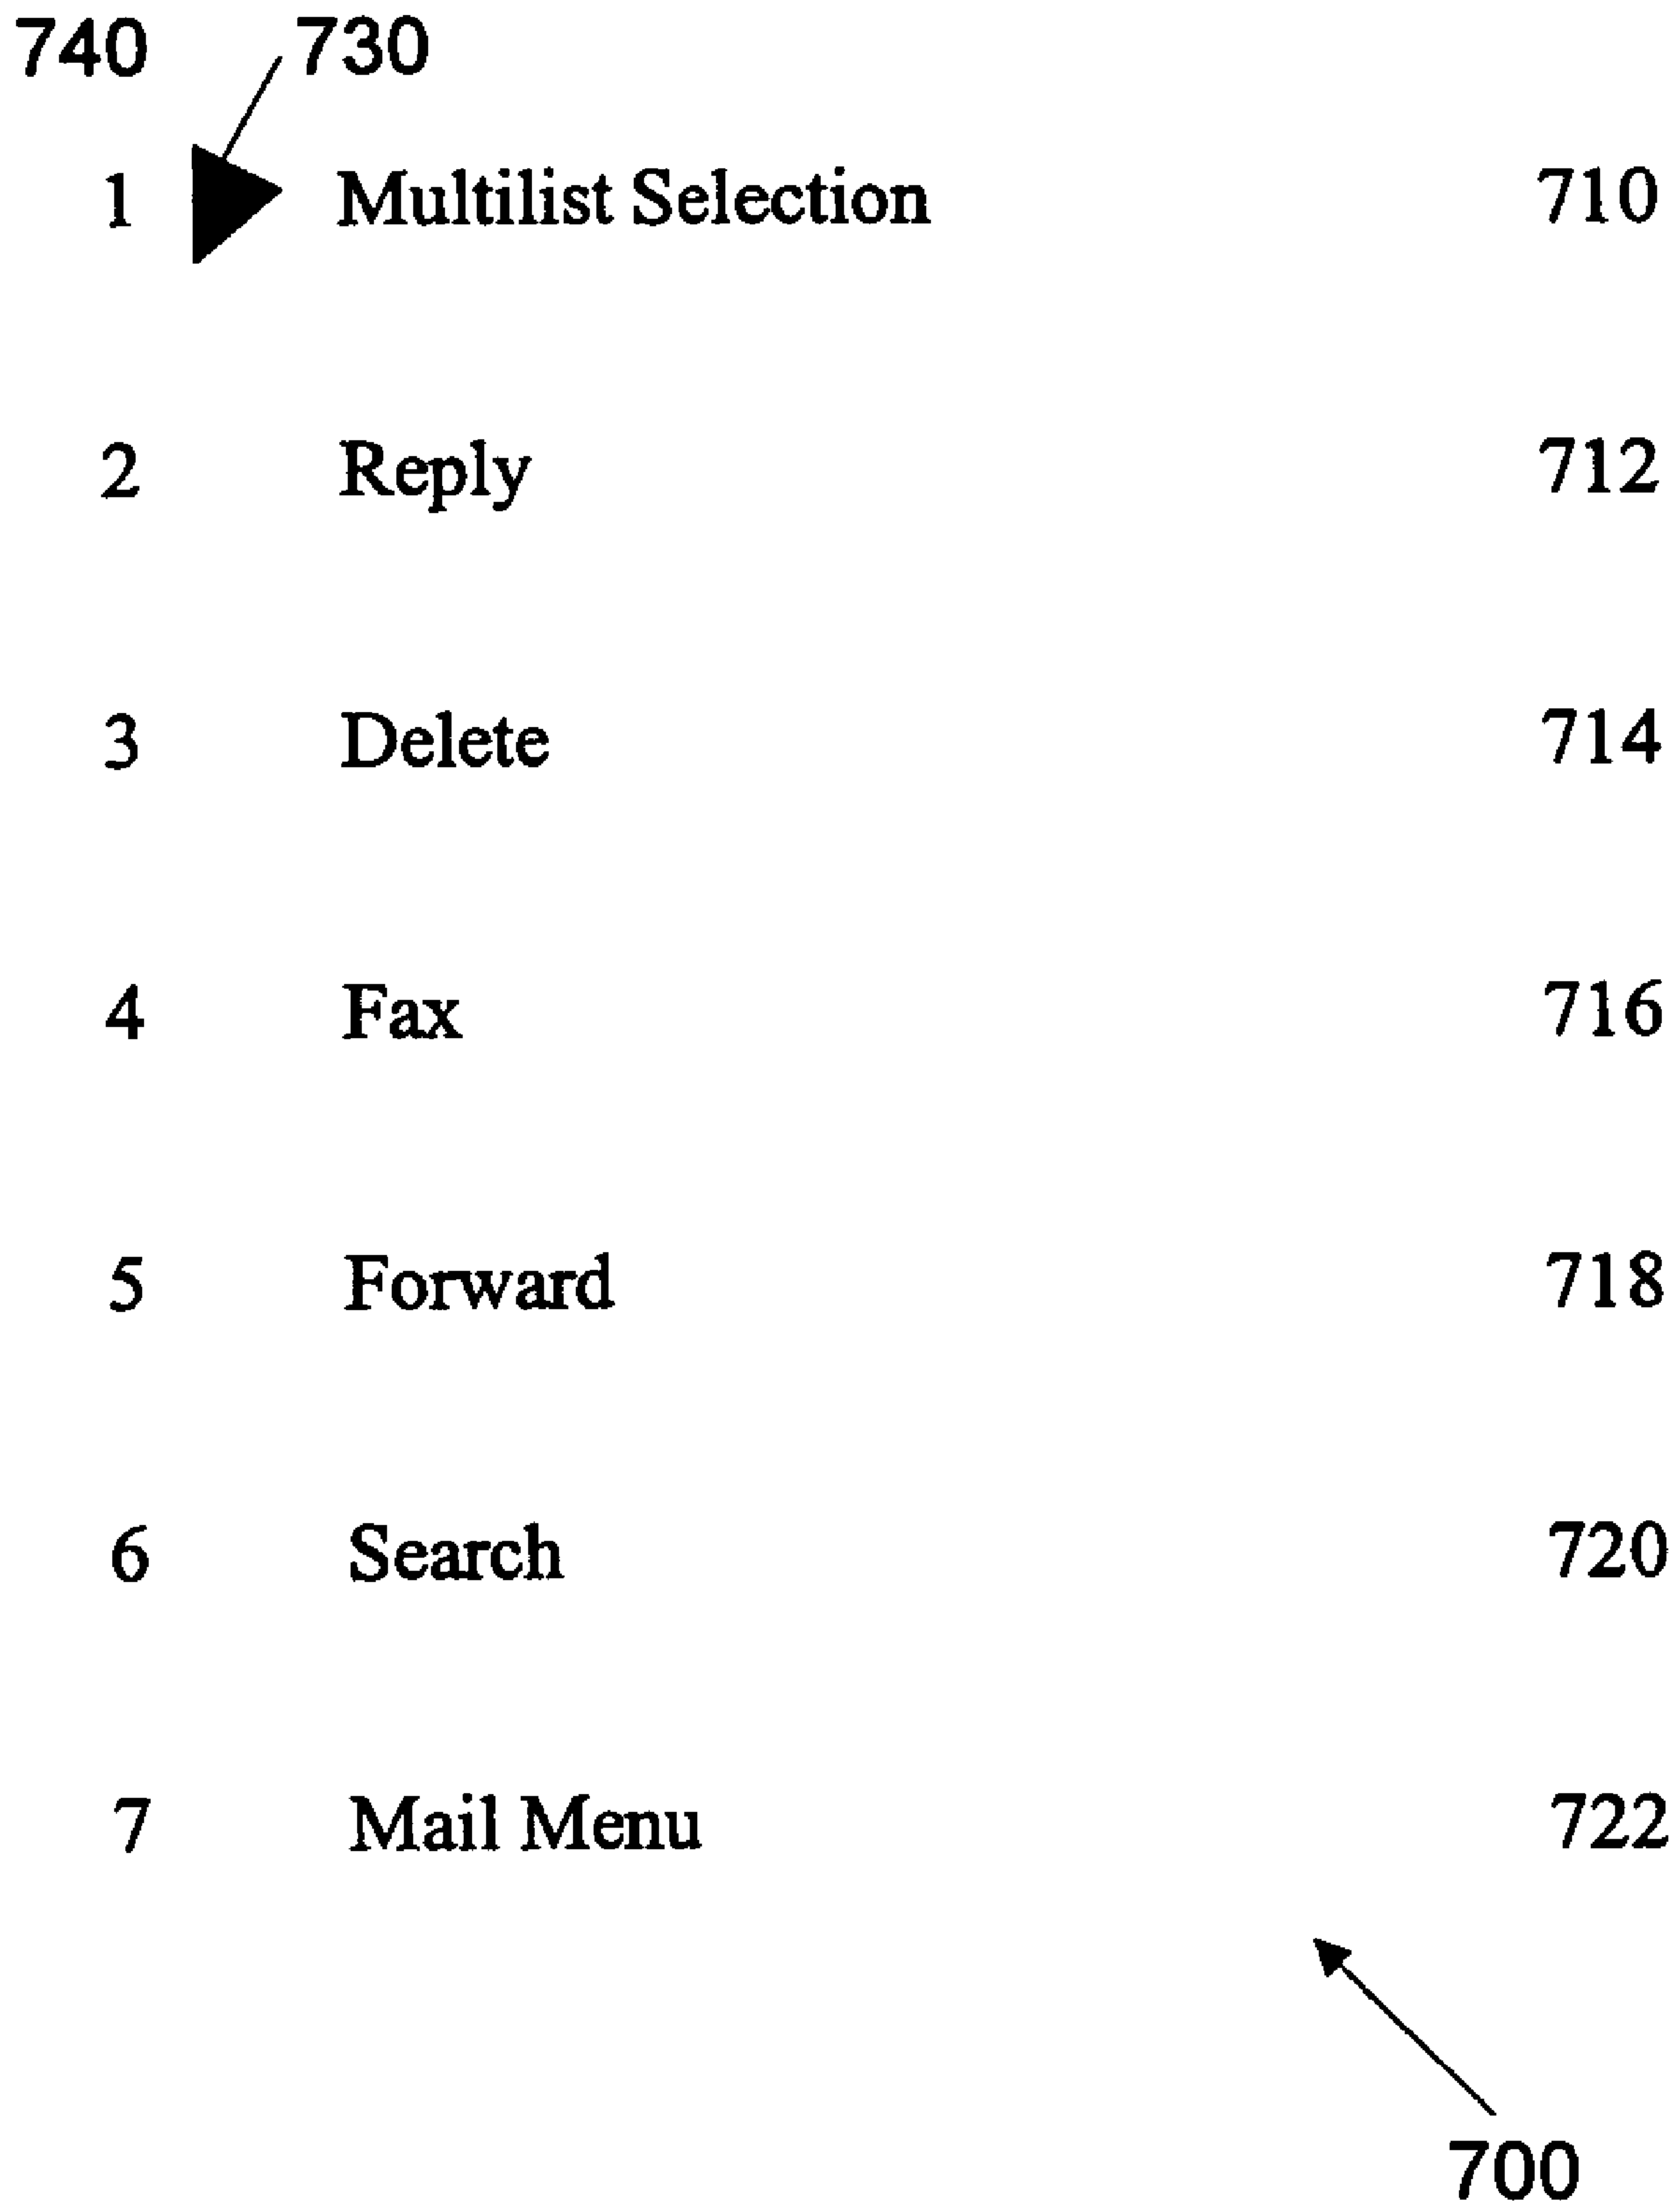 740 730
1 Multilist Selection 710
2 Reply 712
3 Delete 714
4 Fax 716
5 Forward 718
6 Search 720
7 Mail Menu 722
700